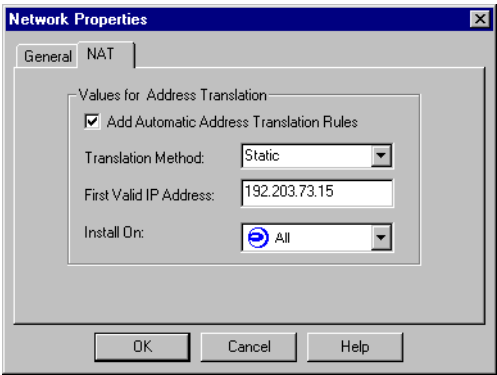 Network Properties
General NAT
Values for Address Translation
Add Automatic Address Translation Rules
Translation Method: Static
First Valid IP Address: 192.203.73.15
Install On: All
OK Cancel Help